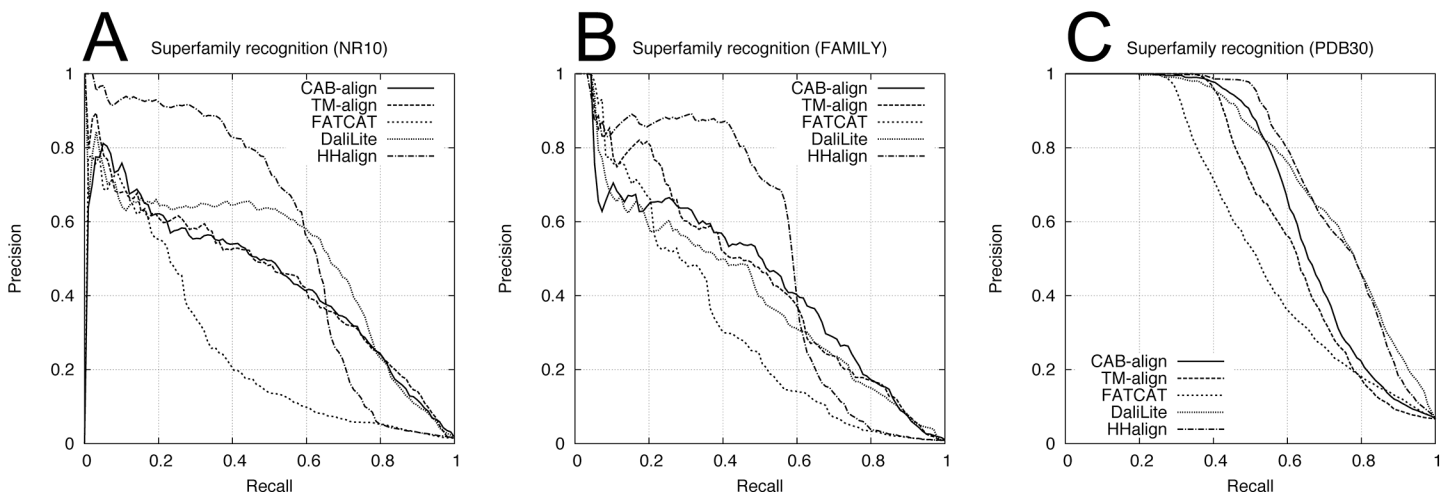 A
Superfamily recognition (NR10)
Precision
1
0.8
0.6
0.4
0.2
0
CAB-align
TM-align
FATCAT
DaliLite
HHalign
0 0.2 0.4 0.6 0.8 1
Recall
B
Superfamily recognition (FAMILY)
Precision
1
0.8
0.6
0.4
0.2
0
CAB-align
TM-align
FATCAT
DaliLite
HHalign
0 0.2 0.4 0.6 0.8 1
Recall
C
Superfamily recognition (PDB30)
Precision
1
0.8
0.6
0.4
0.2
0
CAB-align
TM-align
FATCAT
DaliLite
HHalign
0 0.2 0.4 0.6 0.8 1
Recall